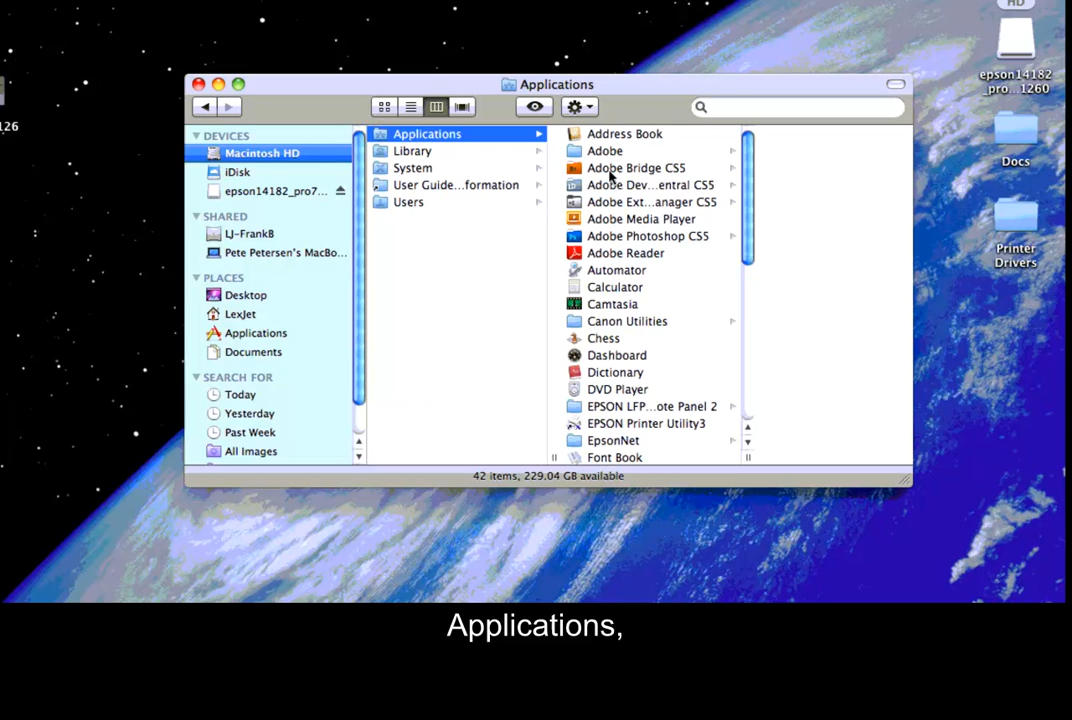 HD
epson14182
_pro...1260
Docs
Printer
Drivers
126
Applications
DEVICES
Macintosh HD
iDisk
epson14182_pro7...
SHARED
LJ-FrankB
Pete Petersen's MacBo...
PLACES
Desktop
LexJet
Applications
Documents
SEARCH FOR
Today
Yesterday
Past Week
All Images
Applications
Library
System
User Guide...formation
Users
Address Book
Adobe
Adobe Bridge CS5
Adobe Dev...entral CS5
Adobe Ext...anager CS5
Adobe Media Player
Adobe Photoshop CS5
Adobe Reader
Automator
Calculator
Camtasia
Canon Utilities
Chess
Dashboard
Dictionary
DVD Player
EPSON LFP...ote Panel 2
EPSON Printer Utility3
EpsonNet
Font Book
42 items, 229.04 GB available
Applications,